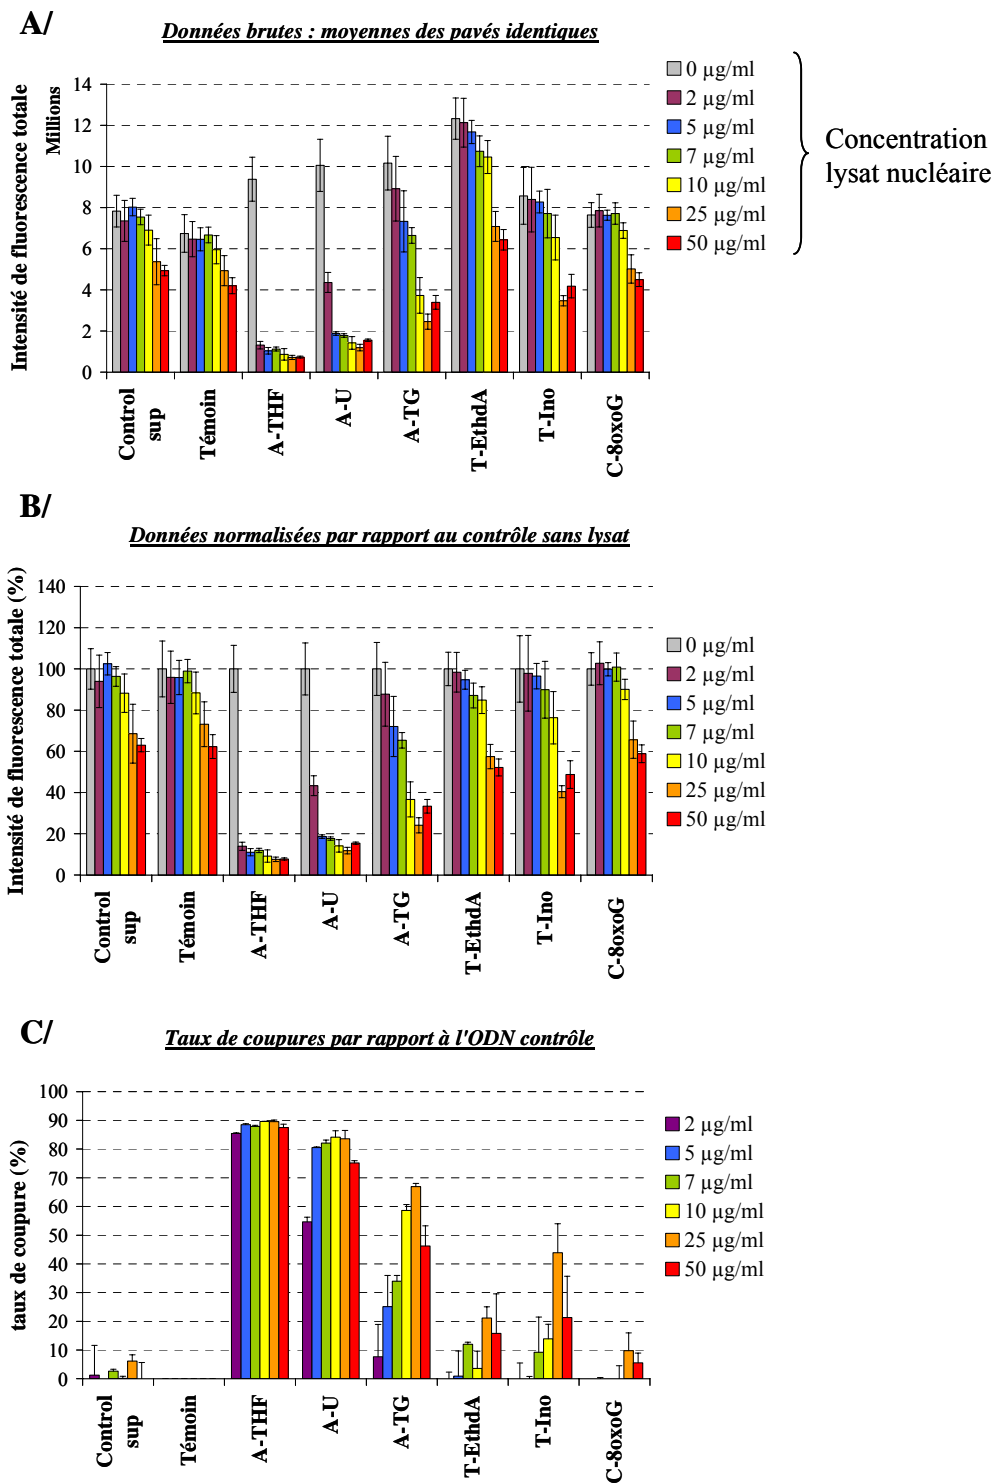 A/
Données brutes : moyennes des pavés identiques
Intensité de fluorescence totale
Millions
14
12
10
8
6
4
2
0
Control
sup
Témoin
A-THF
A-U
A-TG
T-EthdA
T-Ino
C-8oxoG
0 µg/ml
2 µg/ml
5 µg/ml
7 µg/ml
10 µg/ml
25 µg/ml
50 µg/ml
Concentration
lysat nucléaire
B/
Données normalisées par rapport au contrôle sans lysat
Intensité de fluorescence totale (%)
140
120
100
80
60
40
20
0
Control
sup
Témoin
A-THF
A-U
A-TG
T-EthdA
T-Ino
C-8oxoG
0 µg/ml
2 µg/ml
5 µg/ml
7 µg/ml
10 µg/ml
25 µg/ml
50 µg/ml
C/
Taux de coupures par rapport à l'ODN contrôle
taux de coupure (%)
100
90
80
70
60
50
40
30
20
10
0
Control
sup
Témoin
A-THF
A-U
A-TG
T-EthdA
T-Ino
C-8oxoG
2 µg/ml
5 µg/ml
7 µg/ml
10 µg/ml
25 µg/ml
50 µg/ml